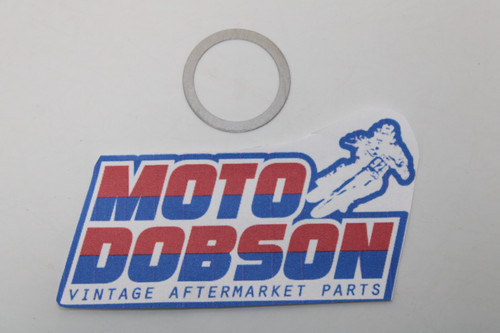 MOTO
DOBSON
VINTAGE AFTERMARKET PARTS